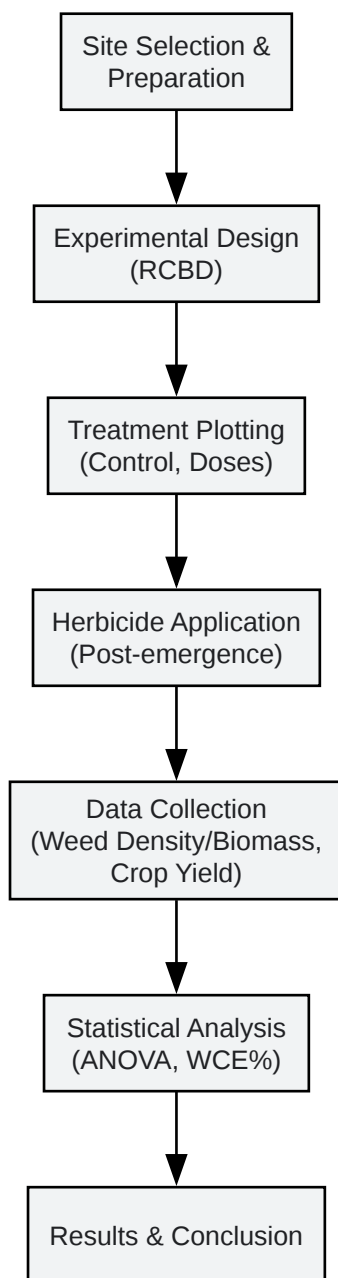 Site Selection &
Preparation
Experimental Design
(RCBD)
Treatment Plotting
(Control, Doses)
Herbicide Application
(Post-emergence)
Data Collection
(Weed Density/Biomass,
Crop Yield)
Statistical Analysis
(ANOVA, WCE%)
Results & Conclusion